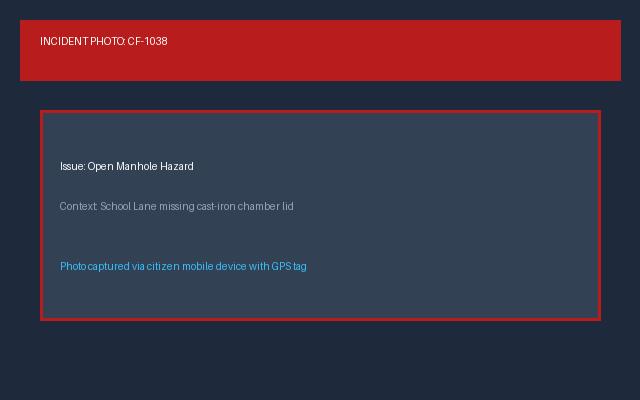 INCIDENT PHOTO: CF-1038
Issue: Open Manhole Hazard
Context: School Lane missing cast-iron chamber lid
Photo captured via citizen mobile device with GPS tag